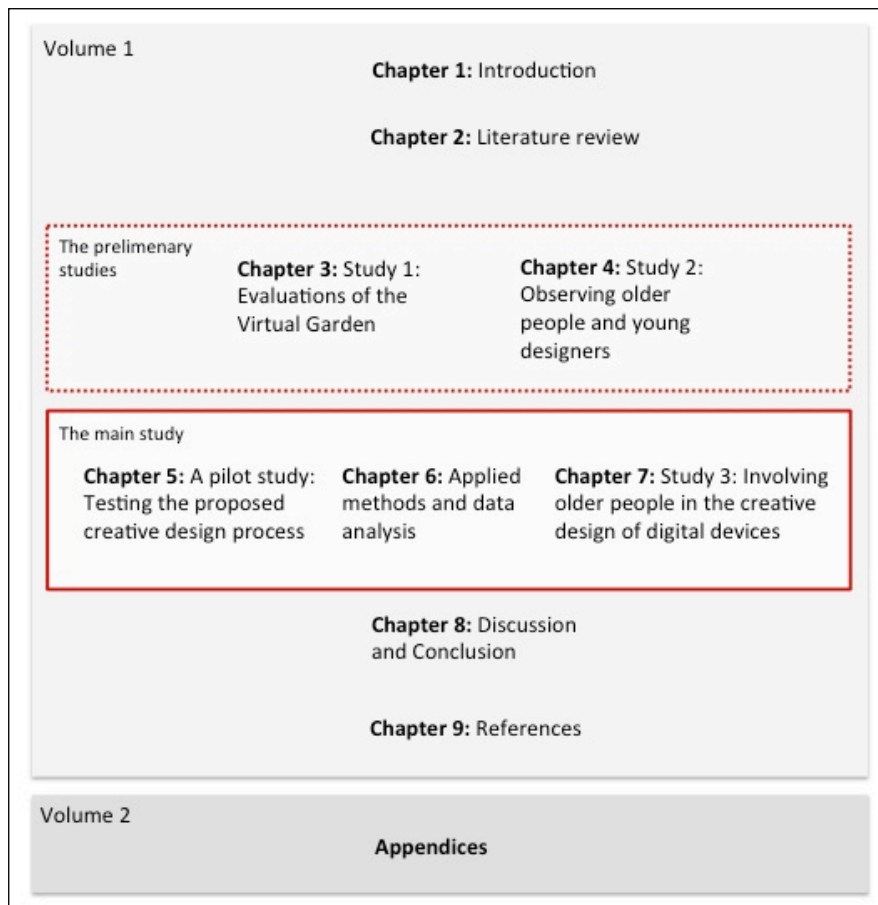 Volume 1
Chapter 1: Introduction
Chapter 2: Literature review
The prelimenary
studies
Chapter 3: Study 1:
Evaluations of the
Virtual Garden
Chapter 4: Study 2:
Observing older
people and young
designers
The main study
Chapter 5: A pilot study:
Testing the proposed
creative design process
Chapter 6: Applied
methods and data
analysis
Chapter 7: Study 3: Involving
older people in the creative
design of digital devices
Chapter 8: Discussion
and Conclusion
Chapter 9: References
Volume 2
Appendices